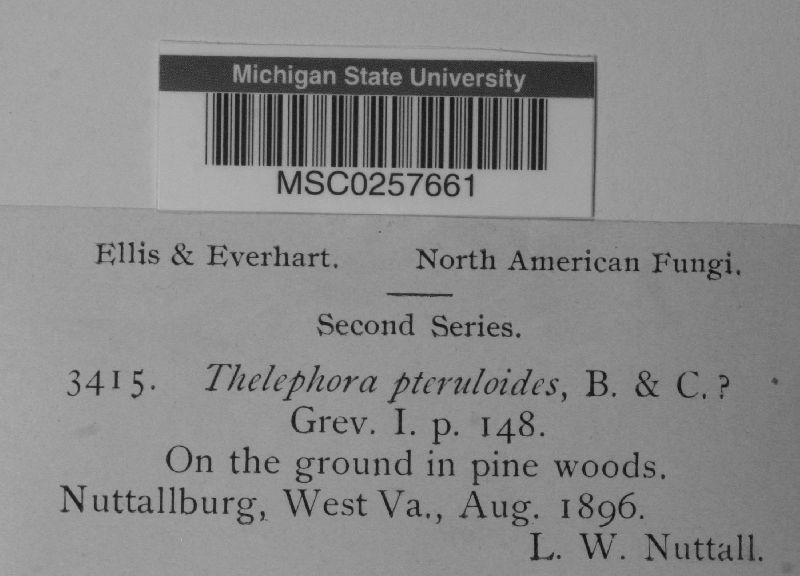 Michigan State University
MSC0257661
Ellis & Everhart. North American Fungi.
Second Series.
3415. Thelephora pteruloides, B. & C. ?
Grev. I. p. 148.
On the ground in pine woods.
Nuttallburg, West Va., Aug. 1896.
L. W. Nuttall.